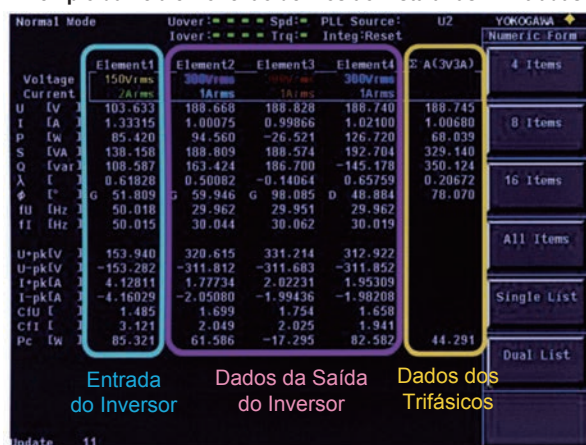 Normal Mode Uover: Spd: PLL Source: U2 YOKOGAWA
Iover: Trq: Integ:Reset Numeric Form
Element1 Element2 Element3 Element4 Σ A(3V3A)
Voltage 150Vrms 300Vrms 300Vrms
Current 2Arms 1Arms 1Arms 1Arms
U [V ] 103.633 188.668 188.828 188.740 188.745
I [A ] 1.33315 1.00075 0.99866 1.02100 1.00680
P [W ] 85.420 94.560 -26.521 126.720 68.039
S [VA ] 138.158 188.809 188.574 192.704 329.140
Q [var] 108.587 163.424 186.700 -145.178 350.124
λ [ ] 0.61828 0.50082 -0.14064 0.65759 0.20672
ϕ [° ] G 51.809 G 59.946 G 98.085 D 48.884 78.070
fU [Hz ] 50.018 29.962 29.951 29.962
fI [Hz ] 50.015 30.044 30.062 30.019
U+pk[V ] 153.940 320.615 331.214 312.922
U-pk[V ] -153.282 -311.812 -311.683 -311.852
I+pk[A ] 4.12811 1.77734 2.02231 1.95309
I-pk[A ] -4.16029 -2.05080 -1.99436 -1.98208
CfU [ ] 1.485 1.699 1.754 1.658
CfI [ ] 3.121 2.049 2.025 1.941
Pc [W ] 85.321 61.586 -17.295 82.582 44.291
4 Items
8 Items
16 Items
All Items
Single List
Dual List
Entrada
do Inversor
Dados da Saída
do Inversor
Dados dos
Trifásicos
Update 11